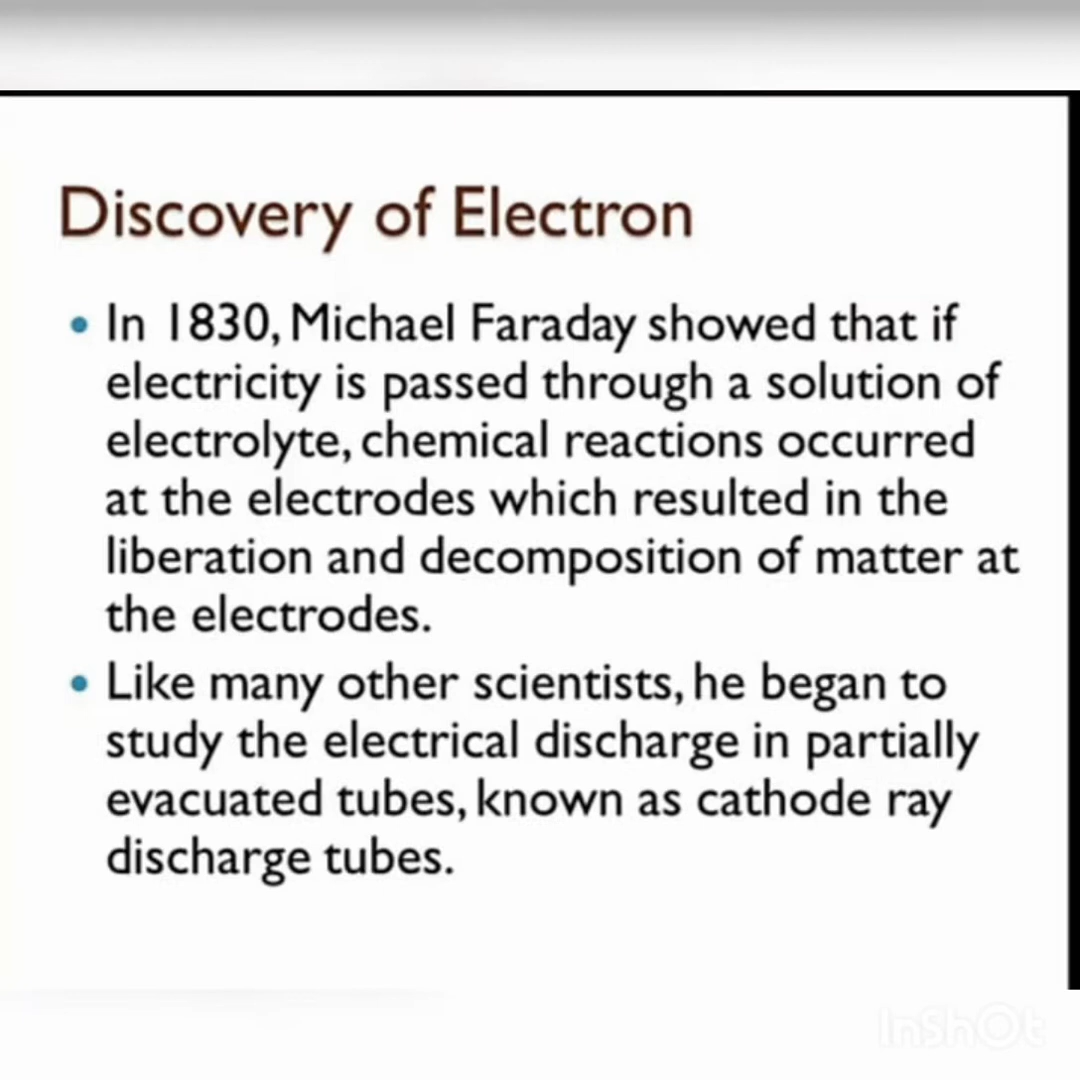 Discovery of Electron
• In 1830, Michael Faraday showed that if
electricity is passed through a solution of
electrolyte, chemical reactions occurred
at the electrodes which resulted in the
liberation and decomposition of matter at
the electrodes.
• Like many other scientists, he began to
study the electrical discharge in partially
evacuated tubes, known as cathode ray
discharge tubes.
InShOt